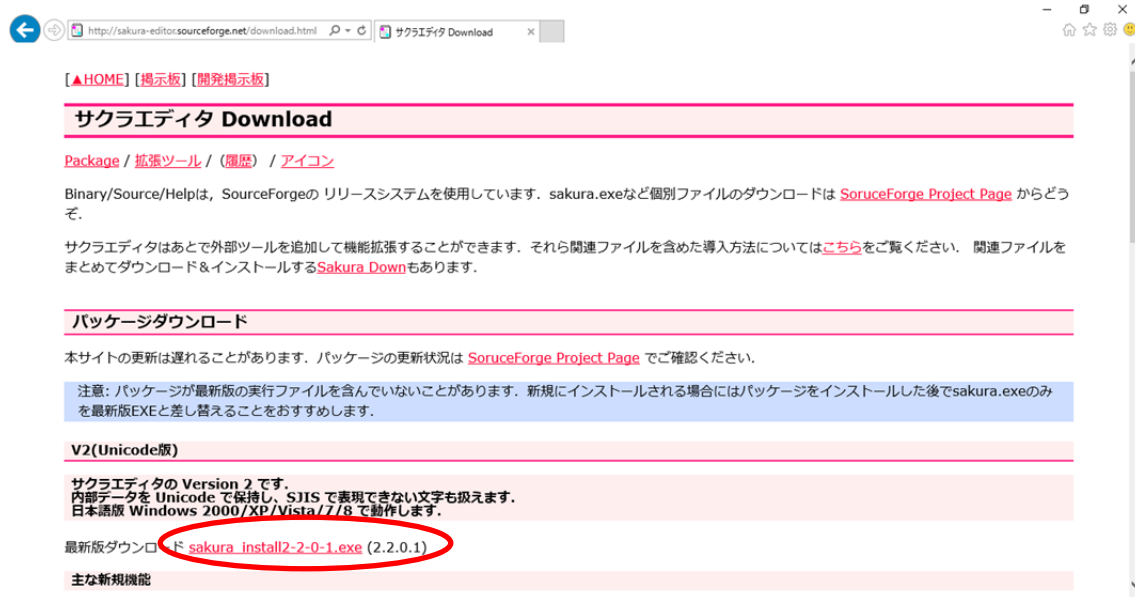 http://sakura-editor.sourceforge.net/download.html
サクラエディタ Download
[▲HOME] [掲示板] [開発掲示板]
サクラエディタ Download
Package / 拡張ツール / （履歴） / アイコン
Binary/Source/Helpは，SourceForgeの リリースシステムを使用しています．sakura.exeなど個別ファイルのダウンロードは SoruceForge Project Page からどう
ぞ．
サクラエディタはあとで外部ツールを追加して機能拡張することができます．それら関連ファイルを含めた導入方法についてはこちらをご覧ください． 関連ファイルを
まとめてダウンロード＆インストールするSakura Downもあります．
パッケージダウンロード
本サイトの更新は遅れることがあります．パッケージの更新状況は SoruceForge Project Page でご確認ください．
注意: パッケージが最新版の実行ファイルを含んでいないことがあります．新規にインストールされる場合にはパッケージをインストールした後でsakura.exeのみ
を最新版EXEと差し替えることをおすすめします．
V2(Unicode版)
サクラエディタの Version 2 です．
内部データを Unicode で保持し、SJIS で表現できない文字も扱えます．
日本語版 Windows 2000/XP/Vista/7/8 で動作します．
最新版ダウンロード sakura_install2-2-0-1.exe (2.2.0.1)
主な新規機能